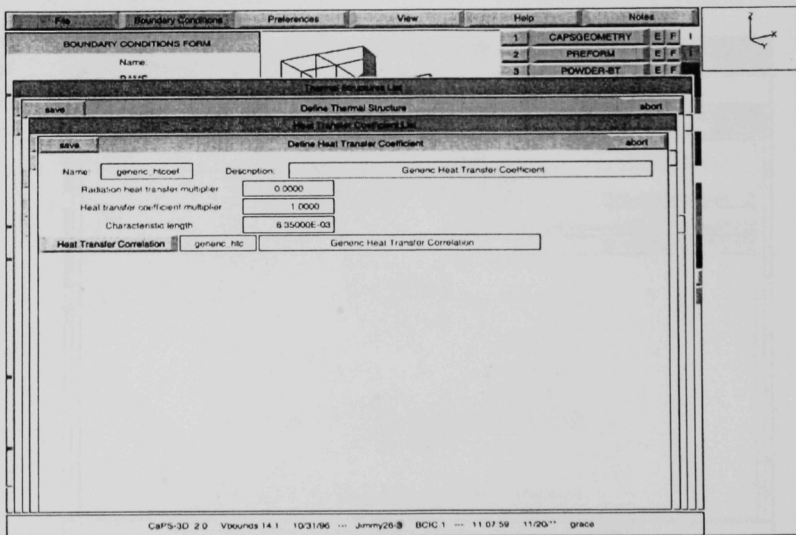 File Boundary Conditions Preferences View Help Notes
BOUNDARY CONDITIONS FORM
Name:
1 CAPSGEOMETRY E F I
2 PREFORM E F I
3 POWDER-BT E F
Z
X
Y
Thermal Structures List
save Define Thermal Structure abort
Heat Transfer Coefficient List
save Define Heat Transfer Coefficient abort
Name: generic_htcoef Description: Generic Heat Transfer Coefficient
Radiation heat transfer multiplier 0.0000
Heat transfer coefficient multiplier 1.0000
Characteristic length 6.35000E-03
Heat Transfer Correlation generic_htc Generic Heat Transfer Correlation
CaPS-3D 2.0 Vbounds 14.1 10/31/96 --- Jimmy26-3 BCIC 1 --- 11:07:59 grace